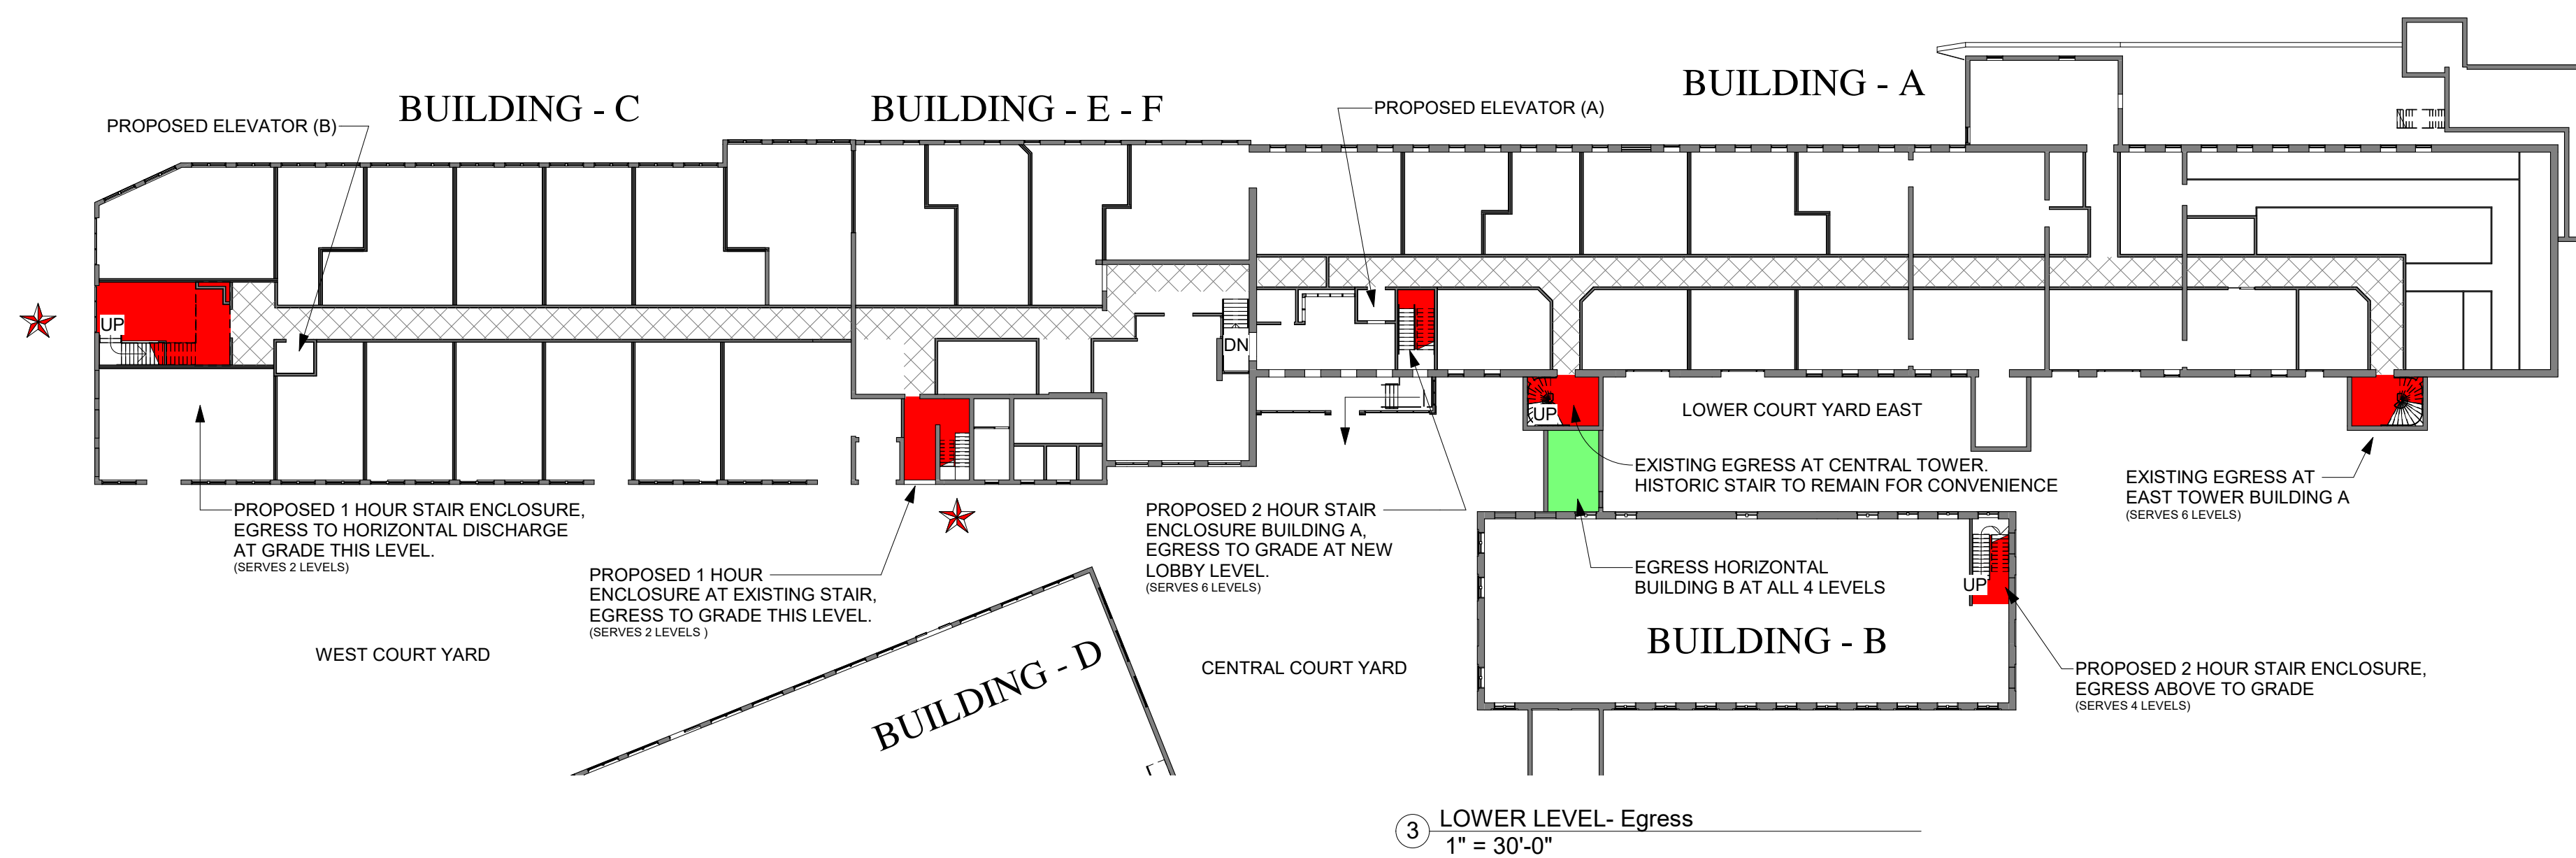 BUILDING - A
BUILDING - C
BUILDING - E - F
PROPOSED ELEVATOR (A)
PROPOSED ELEVATOR (B)
UP
DN
UP
LOWER COURT YARD EAST
EXISTING EGRESS AT CENTRAL TOWER.
HISTORIC STAIR TO REMAIN FOR CONVENIENCE
EXISTING EGRESS AT
EAST TOWER BUILDING A
(SERVES 6 LEVELS)
PROPOSED 1 HOUR STAIR ENCLOSURE,
EGRESS TO HORIZONTAL DISCHARGE
AT GRADE THIS LEVEL.
(SERVES 2 LEVELS)
PROPOSED 1 HOUR
ENCLOSURE AT EXISTING STAIR,
EGRESS TO GRADE THIS LEVEL.
(SERVES 2 LEVELS )
PROPOSED 2 HOUR STAIR
ENCLOSURE BUILDING A,
EGRESS TO GRADE AT NEW
LOBBY LEVEL.
(SERVES 6 LEVELS)
EGRESS HORIZONTAL
BUILDING B AT ALL 4 LEVELS
UP
BUILDING - B
WEST COURT YARD
BUILDING - D
CENTRAL COURT YARD
PROPOSED 2 HOUR STAIR ENCLOSURE,
EGRESS ABOVE TO GRADE
(SERVES 4 LEVELS)
3
LOWER LEVEL- Egress
1" = 30'-0"